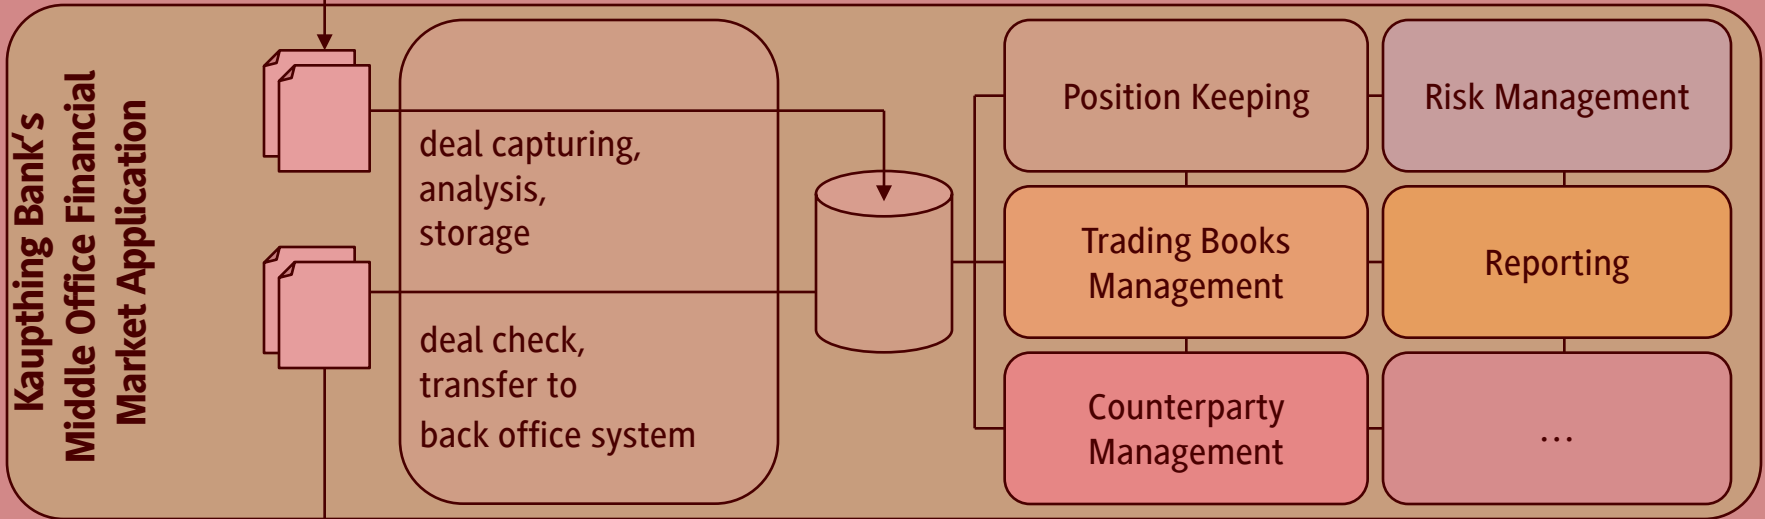 Kaupthing Bank’s
Middle Office Financial
Market Application
deal capturing,
analysis,
storage
deal check,
transfer to
back office system
Position Keeping
Risk Management
Trading Books
Management
Reporting
Counterparty
Management
...